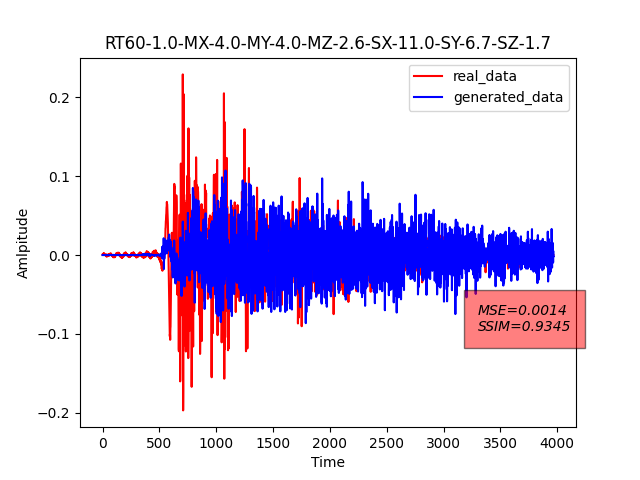 RT60-1.0-MX-4.0-MY-4.0-MZ-2.6-SX-11.0-SY-6.7-SZ-1.7
real_data
generated_data
0.2
0.1
0.0
−0.1
−0.2
Amlpitude
MSE=0.0014
SSIM=0.9345
0 500 1000 1500 2000 2500 3000 3500 4000
Time